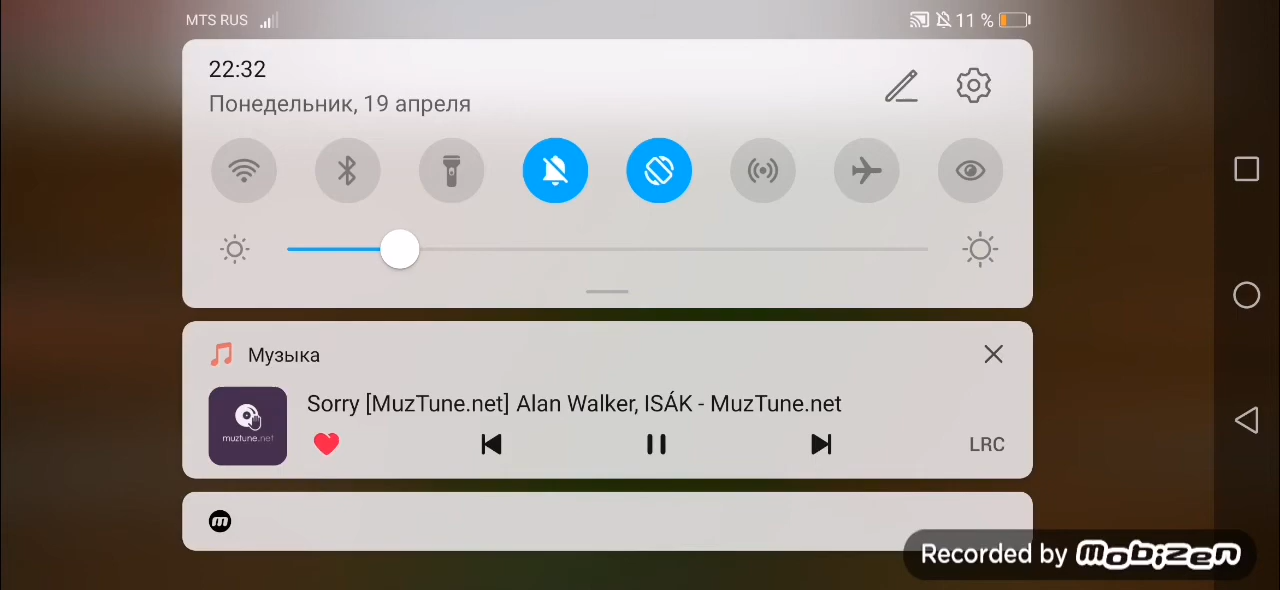 MTS RUS 11 %
22:32
Понедельник, 19 апреля
Музыка
Sorry [MuzTune.net] Alan Walker, ISÁK - MuzTune.net
muztune.net
LRC
m
Recorded by mobizen